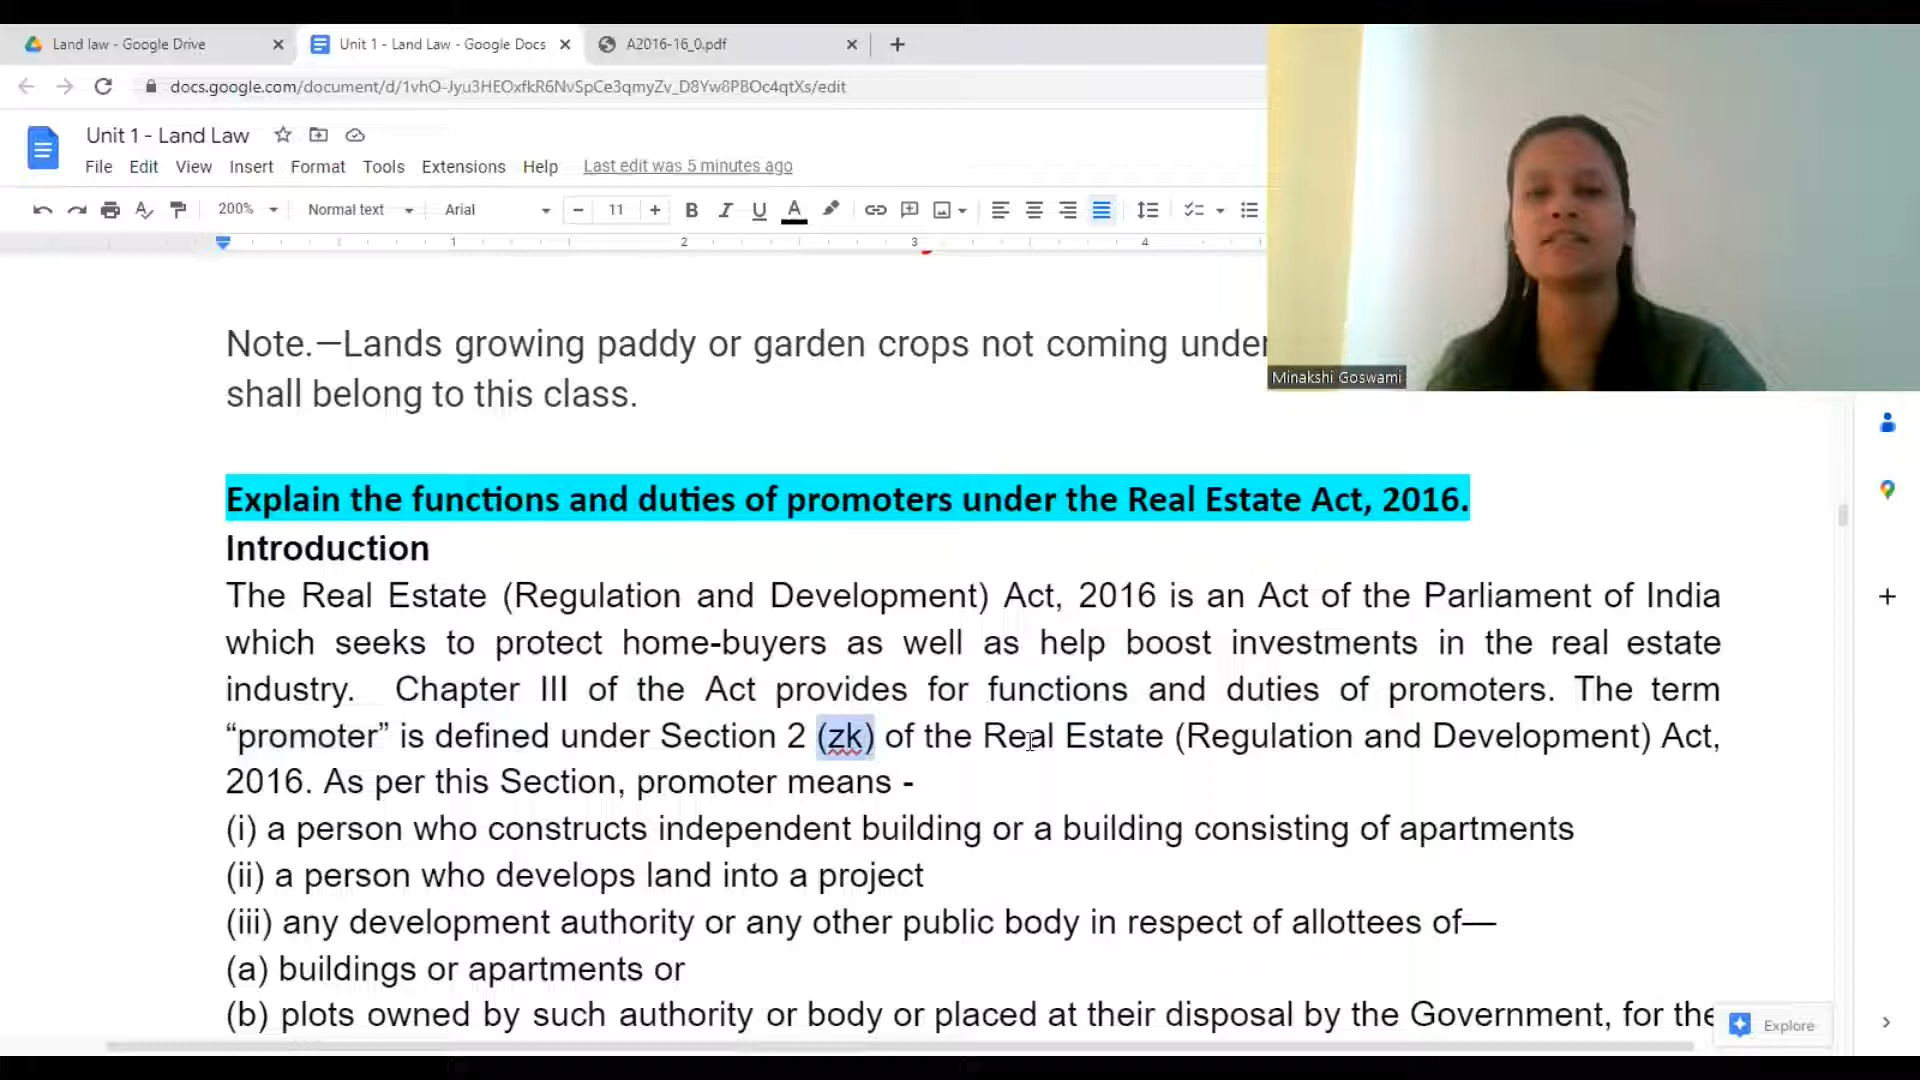 Land law - Google Drive
Unit 1 - Land Law - Google Docs
A2016-16_0.pdf
docs.google.com/document/d/1vhO-Jyu3HEOxfkR6NvSpCe3qmyZv_D8Yw8PBOc4qtXs/edit
Unit 1 - Land Law
File Edit View Insert Format Tools Extensions Help Last edit was 5 minutes ago
200% Normal text Arial 11
1 2 3 4
Note.—Lands growing paddy or garden crops not coming under
shall belong to this class.
Minakshi Goswami
Explain the functions and duties of promoters under the Real Estate Act, 2016.
Introduction
The Real Estate (Regulation and Development) Act, 2016 is an Act of the Parliament of India
which seeks to protect home-buyers as well as help boost investments in the real estate
industry. Chapter III of the Act provides for functions and duties of promoters. The term
“promoter” is defined under Section 2 (zk) of the Real Estate (Regulation and Development) Act,
2016. As per this Section, promoter means -
(i) a person who constructs independent building or a building consisting of apartments
(ii) a person who develops land into a project
(iii) any development authority or any other public body in respect of allottees of—
(a) buildings or apartments or
(b) plots owned by such authority or body or placed at their disposal by the Government, for the
Explore